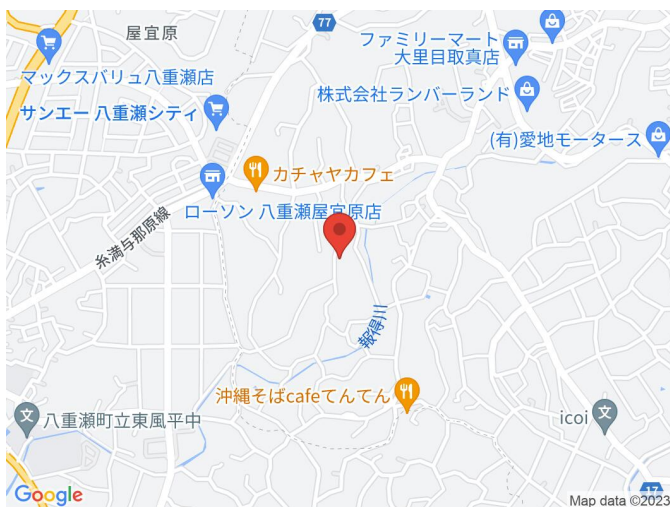 屋宜原
77
ファミリーマート
大里目取真店
マックスバリュ八重瀬店
株式会社ランバーランド
サンエー 八重瀬シティ
(有)愛地モータース
カチャヤカフェ
ローソン 八重瀬屋宜原店
糸満与那原線
報得川
沖縄そばcafeてんてん
八重瀬町立東風平中
icoi
17
Google
Map data ©2023